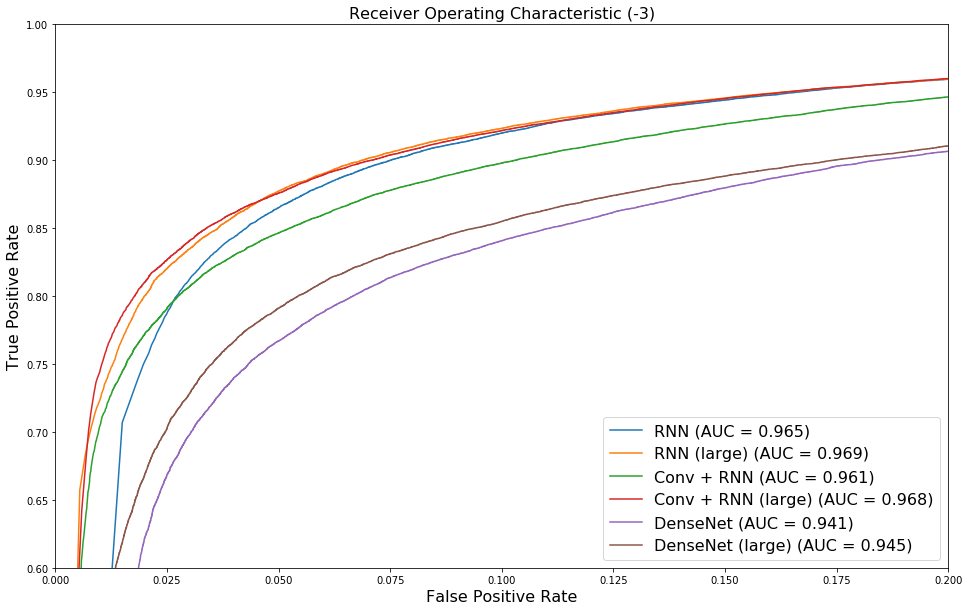 Receiver Operating Characteristic (-3)
1.00
0.95
0.90
0.85
0.80
0.75
0.70
0.65
0.60
True Positive Rate
RNN (AUC = 0.965)
RNN (large) (AUC = 0.969)
Conv + RNN (AUC = 0.961)
Conv + RNN (large) (AUC = 0.968)
DenseNet (AUC = 0.941)
DenseNet (large) (AUC = 0.945)
0.000 0.025 0.050 0.075 0.100 0.125 0.150 0.175 0.200
False Positive Rate